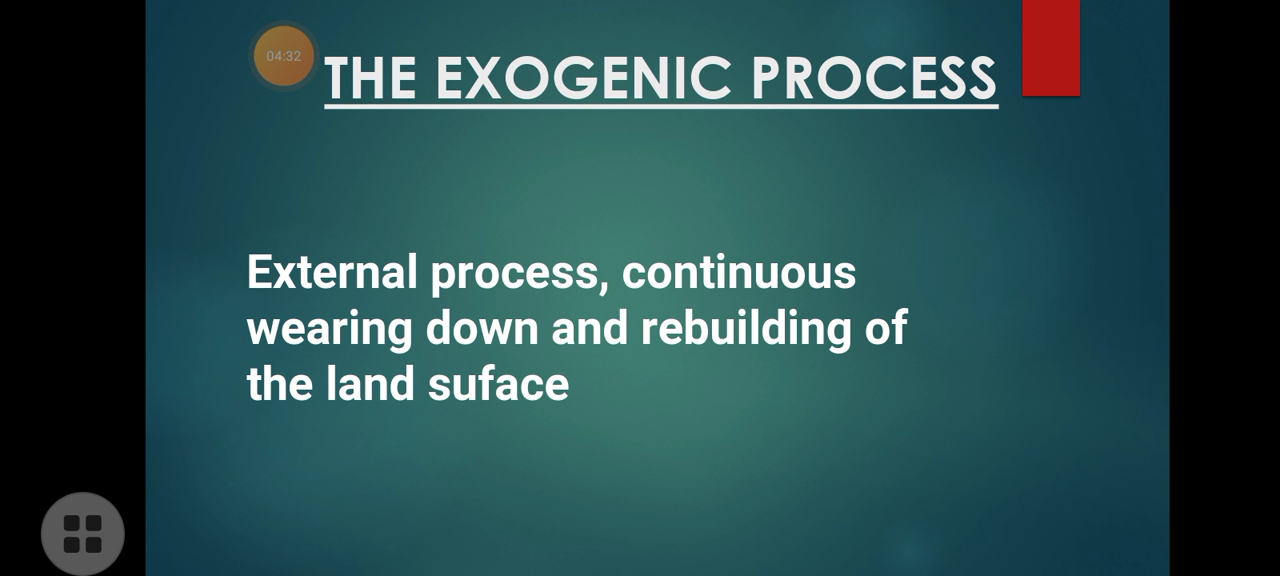 04:32
THE EXOGENIC PROCESS
External process, continuous
wearing down and rebuilding of
the land suface